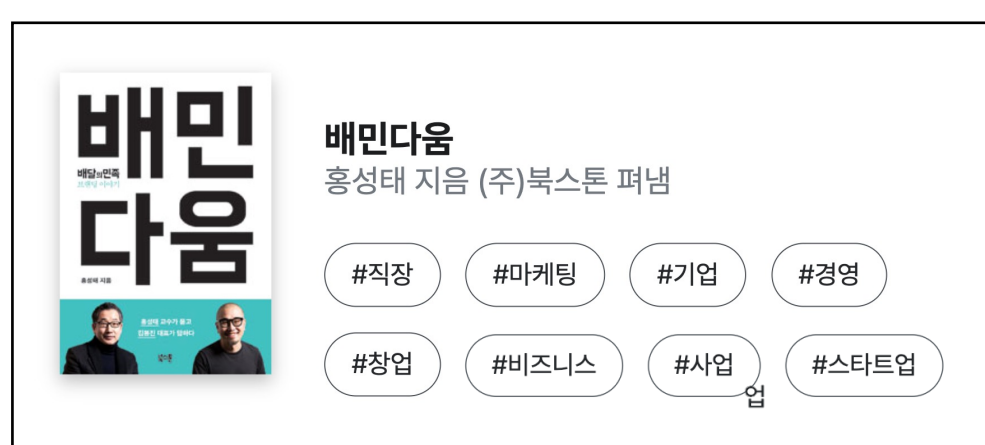 배민
다움
배달의민족
브랜딩 이야기
홍성태 지음
홍성태 교수가 묻고
김봉진 대표가 답하다
북스톤
배민다움
홍성태 지음 (주)북스톤 펴냄
#직장 #마케팅 #기업 #경영
#창업 #비즈니스 #사업 #스타트업
업